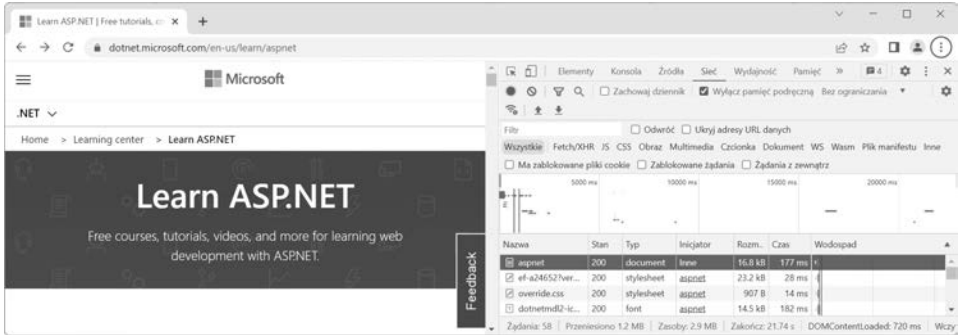 Learn ASP.NET | Free tutorials, co
dotnet.microsoft.com/en-us/learn/aspnet
Microsoft
.NET
Home > Learning center > Learn ASP.NET
Learn ASP.NET
Free courses, tutorials, videos, and more for learning web
development with ASP.NET.
Feedback
Elementy Konsola Źródła Sieć Wydajność Pamięć » 4
Zachowaj dziennik Wyłącz pamięć podręczną Bez ograniczania
Filtr Odwróć Ukryj adresy URL danych
Wszystkie Fetch/XHR JS CSS Obraz Multimedia Czcionka Dokument WS Wasm Plik manifestu Inne
Ma zablokowane pliki cookie Zablokowane żądania Żądania z zewnątrz
5000 ms 10000 ms 15000 ms 20000 ms
Nazwa Stan Typ Inicjator Rozm.. Czas Wodospad
aspnet 200 document Inne 16.8 kB 177 ms
ef-a24652?ver... 200 stylesheet aspnet 23.2 kB 28 ms
override.css 200 stylesheet aspnet 907 B 14 ms
dotnetmdl2-ic... 200 font aspnet 14.5 kB 182 ms
Żądania: 58 Przeniesiono 1.2 MB Zasoby: 2.9 MB Zakończ: 21.74 s DOMContentLoaded: 720 ms Wczy